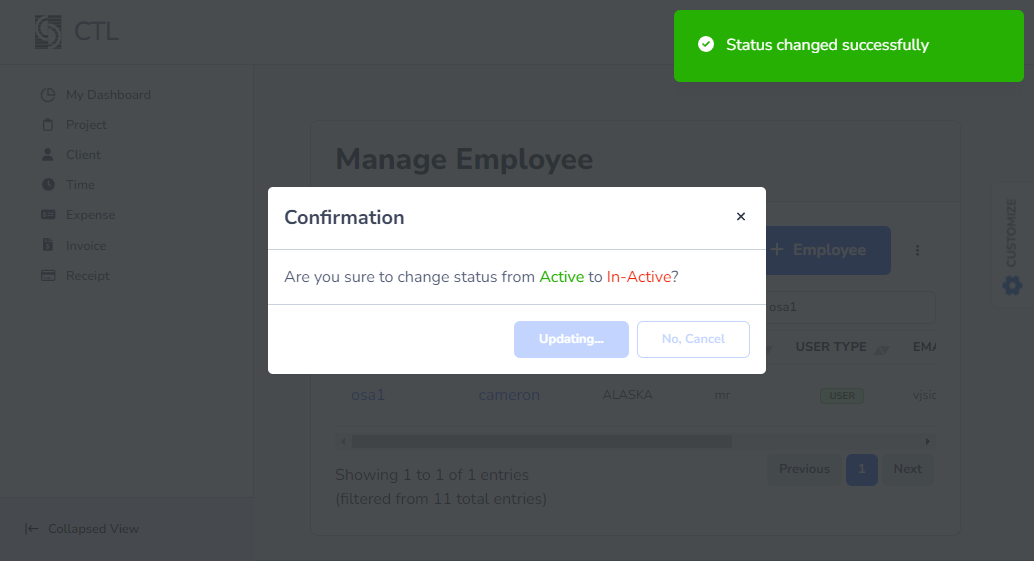 CTL
Status changed successfully
My Dashboard
Project
Client
Time
Expense
Invoice
Receipt
Collapsed View
Manage Employee
+ Employee
osa1
CUSTOMIZE
Confirmation
Are you sure to change status from Active to In-Active?
Updating...
No, Cancel
USER TYPE
EMA
osa1
cameron
ALASKA
mr
USER
vjsic
Showing 1 to 1 of 1 entries
(filtered from 11 total entries)
Previous
1
Next